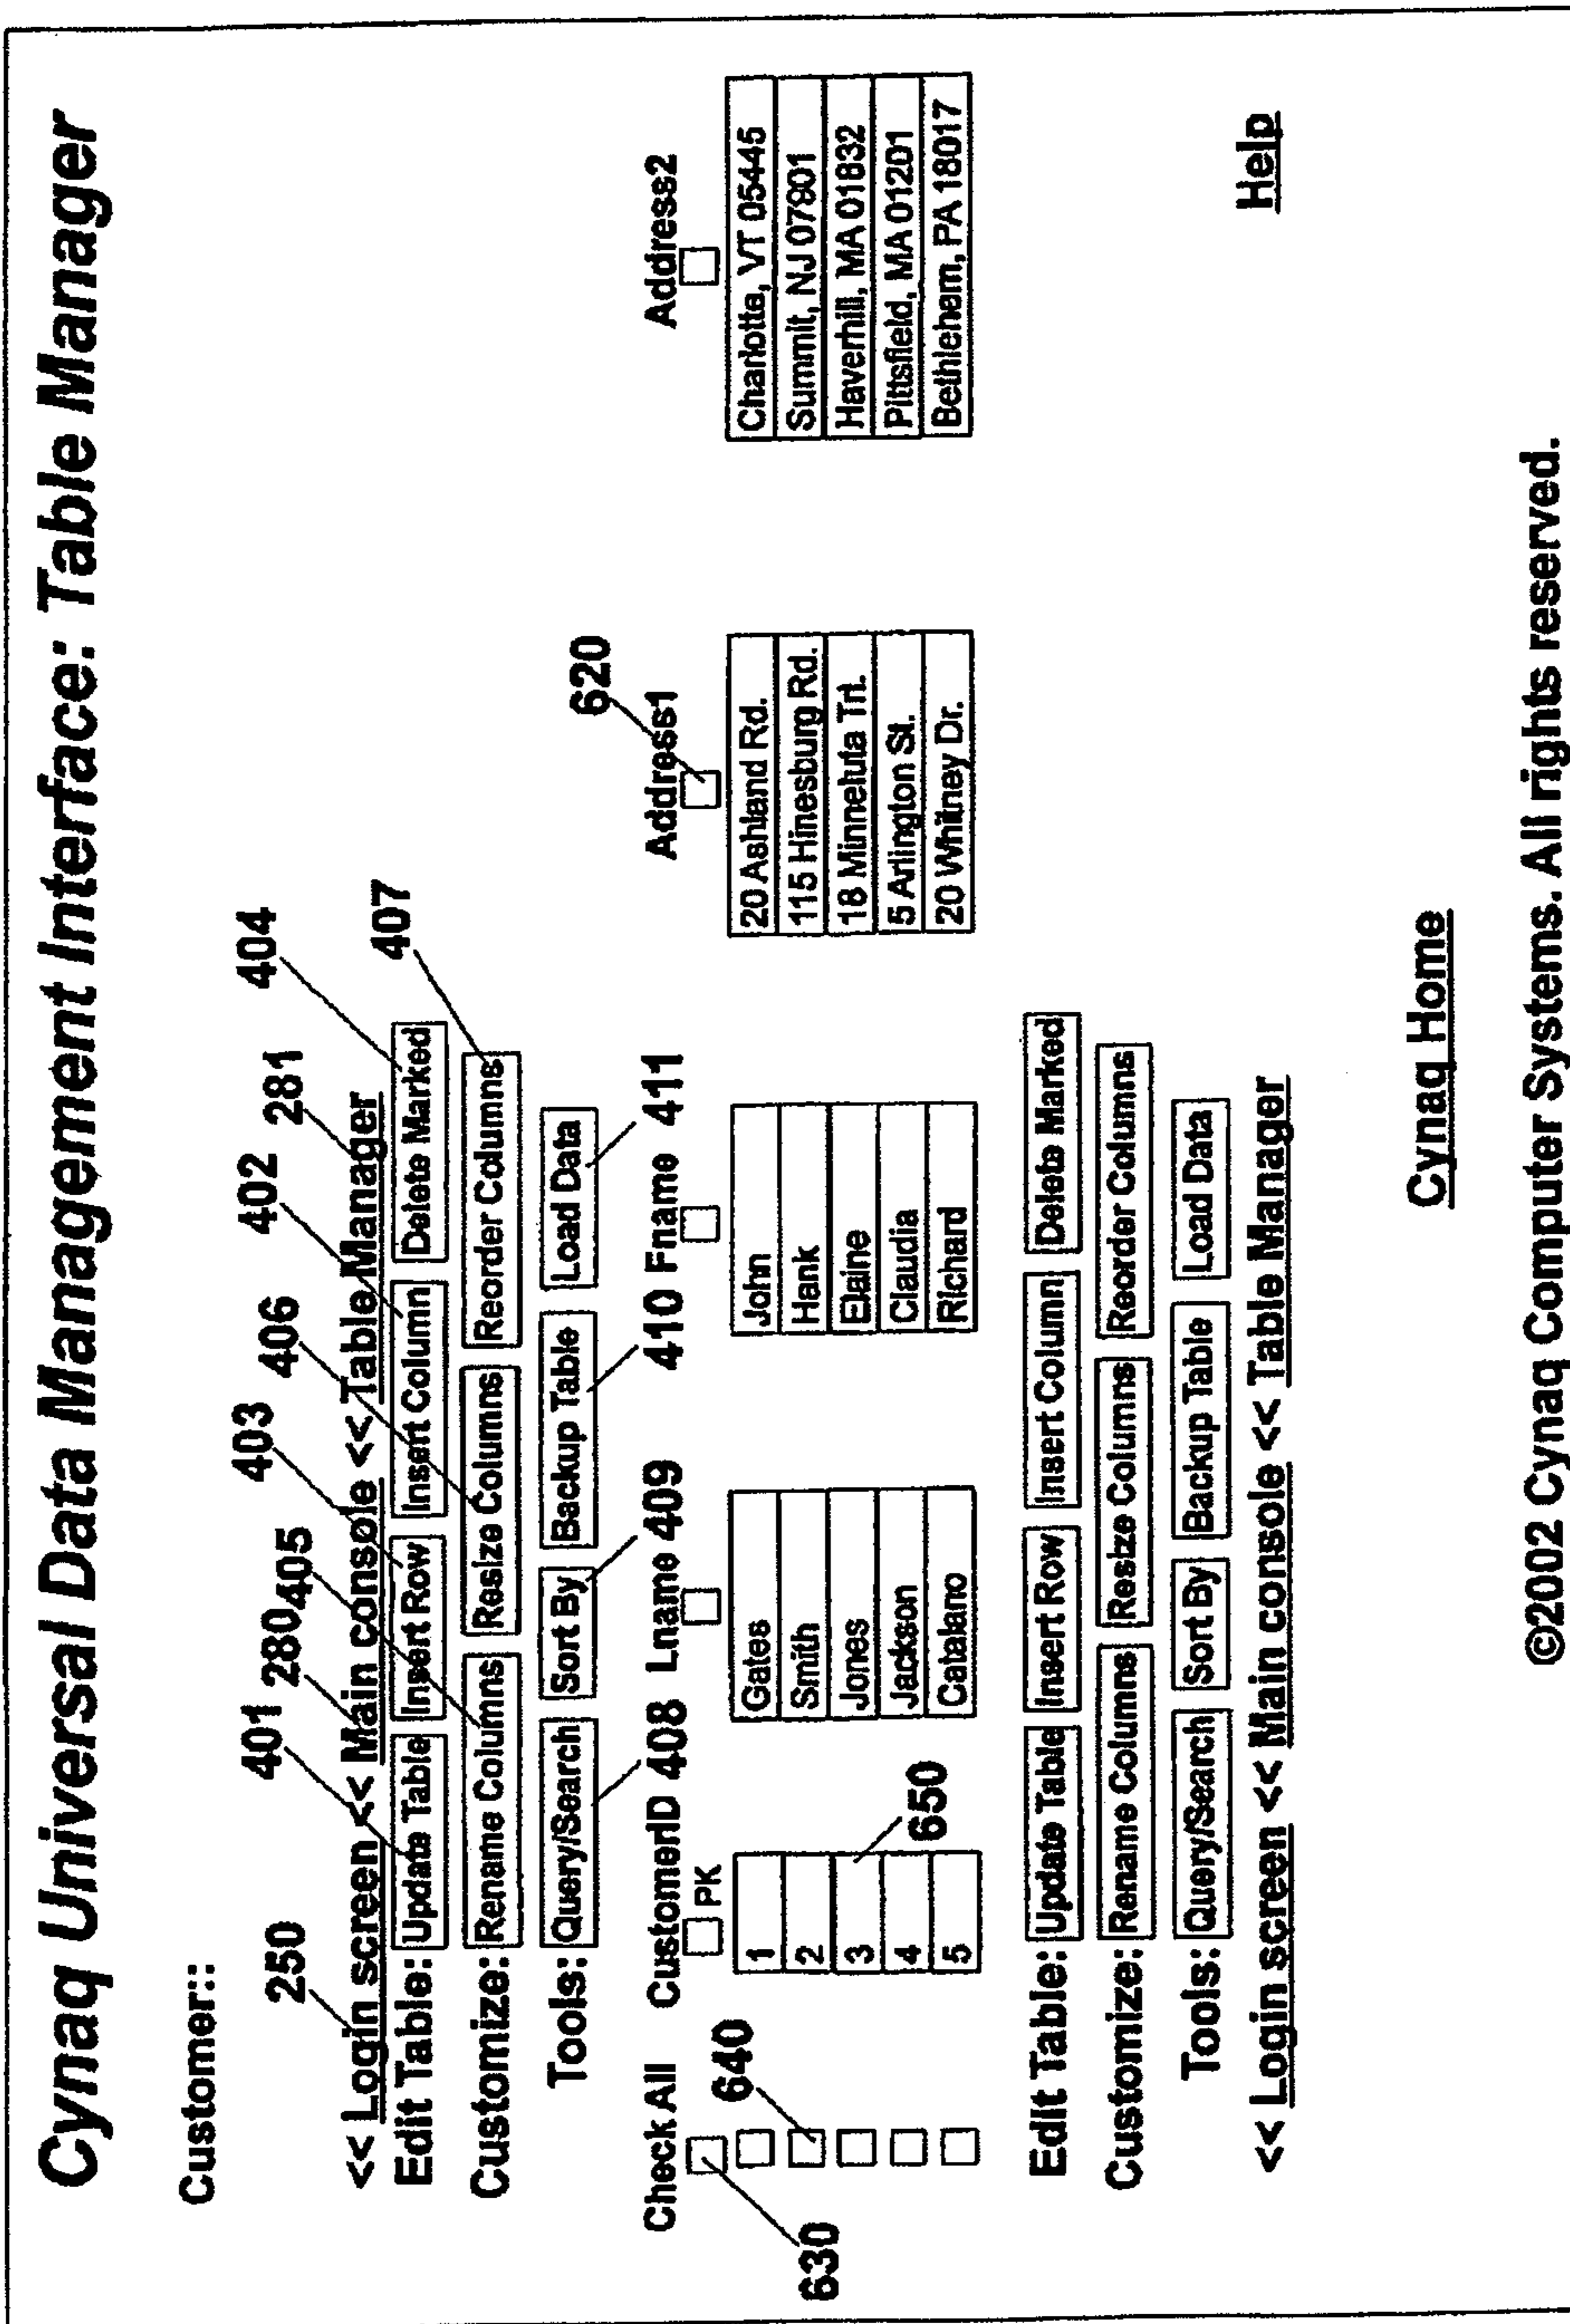 Cynaq Universal Data Management Interface: Table Manager
Customer::
250 401 280 405 403 406 402 281 404
<< Login screen << Main console << Table Manager
Edit Table: Update Table Insert Row Insert Column Delete Marked
407
Customize: Rename Columns Resize Columns Reorder Columns
Tools: Query/Search Sort By Backup Table Load Data
620
Check All CustomerID 408 Lname 409 410 Fname 411 Address1 Address2
PK
630 640
1 Gates John 20 Ashland Rd. Charlotte, VT 05445
2 Smith Hank 115 Hinesburg Rd. Summit, NJ 07901
3 Jones Elaine 18 Minneluta Trl. Haverhill, MA 01832
4 Jackson Claudia 5 Arlington St. Pittsfield, MA 01201
5 Catalano Richard 20 Whitney Dr. Bethlehem, PA 18017
650
Edit Table: Update Table Insert Row Insert Column Delete Marked
Customize: Rename Columns Resize Columns Reorder Columns
Tools: Query/Search Sort By Backup Table Load Data
<< Login screen << Main console << Table Manager Help
Cynaq Home
©2002 Cynaq Computer Systems. All rights reserved.